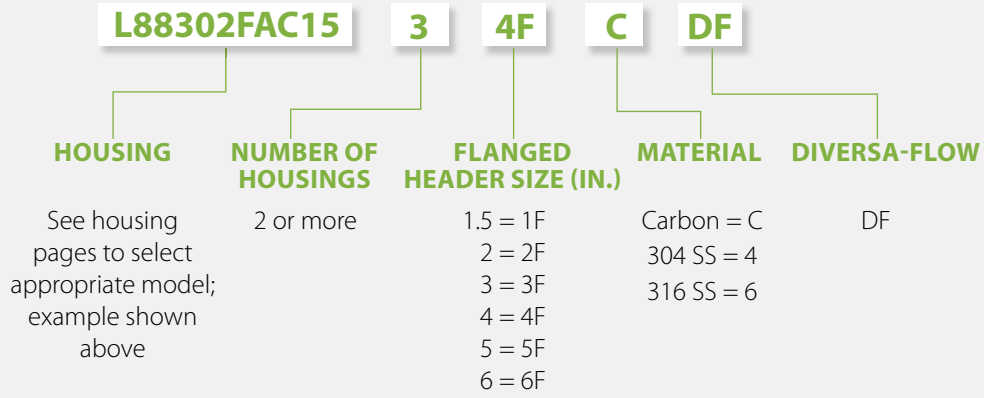 L88302FAC15 3 4F C DF
HOUSING
See housing
pages to select
appropriate model;
example shown
above
NUMBER OF
HOUSINGS
2 or more
FLANGED
HEADER SIZE (IN.)
1.5 = 1F
2 = 2F
3 = 3F
4 = 4F
5 = 5F
6 = 6F
MATERIAL
Carbon = C
304 SS = 4
316 SS = 6
DIVERSA-FLOW
DF